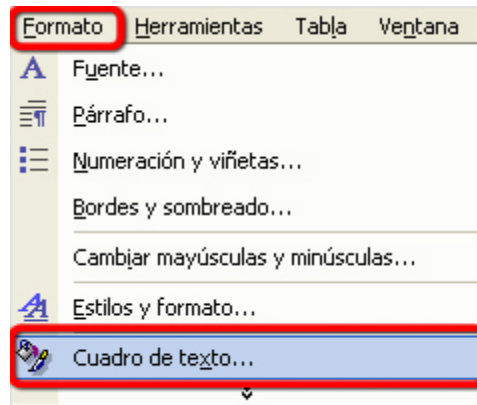 Formato Herramientas Tabla Ventana
Fuente...
Párrafo...
Numeración y viñetas...
Bordes y sombreado...
Cambiar mayúsculas y minúsculas...
Estilos y formato...
Cuadro de texto...